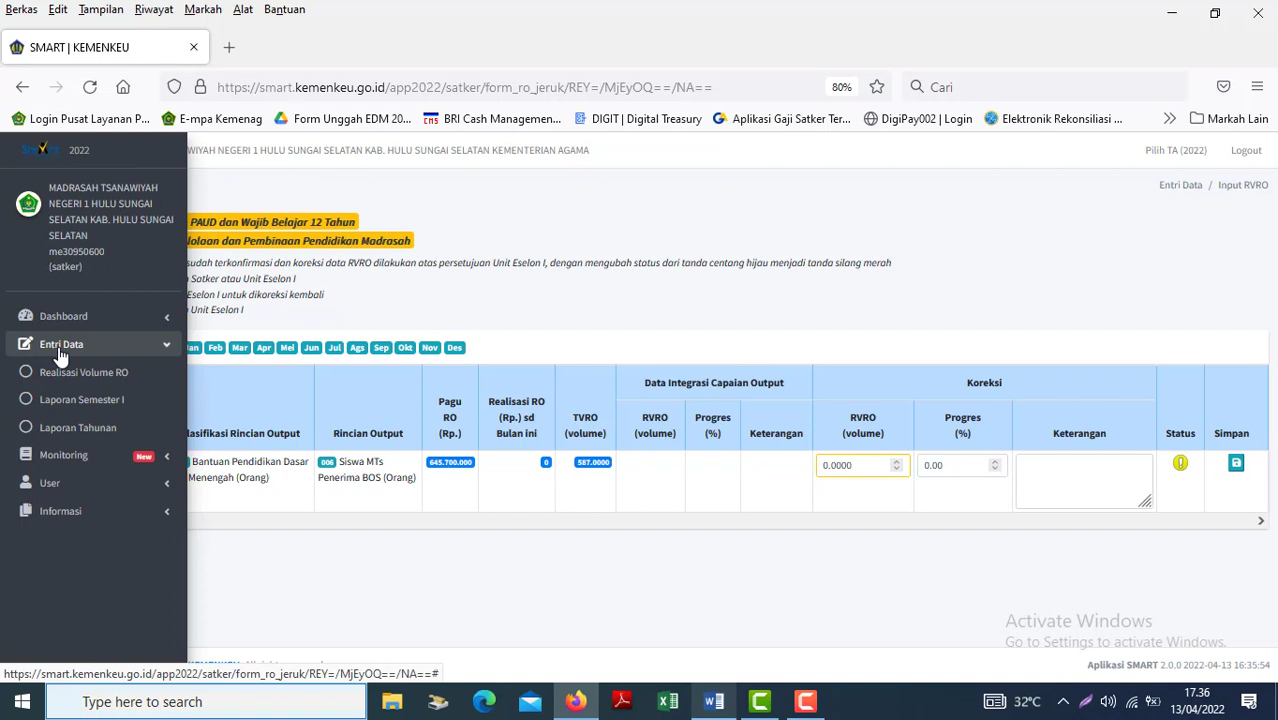 Berkas Edit Tampilan Riwayat Markah Alat Bantuan
SMART | KEMENKEU
https://smart.kemenkeu.go.id/app2022/satker/form_ro_jeruk/REY=/MjEyOQ==/NA==
80%
Cari
Login Pusat Layanan P... E-mpa Kemenag Form Unggah EDM 20... BRI Cash Managemen... DIGIT | Digital Treasury Aplikasi Gaji Satker Ter... DigiPay002 | Login Elektronik Rekonsiliasi ... Markah Lain
2022
WIYAH NEGERI 1 HULU SUNGAI SELATAN KAB. HULU SUNGAI SELATAN KEMENTERIAN AGAMA
Pilih TA (2022) Logout
MADRASAH TSANAWIYAH
NEGERI 1 HULU SUNGAI
SELATAN KAB. HULU SUNGAI
SELATAN
me30950600
(satker)
Dashboard
Entri Data
Realisasi Volume RO
Laporan Semester I
Laporan Tahunan
Monitoring New
User
Informasi
Entri Data / Input RVRO
PAUD dan Wajib Belajar 12 Tahun
dolaan dan Pembinaan Pendidikan Madrasah
sudah terkonfirmasi dan koreksi data RVRO dilakukan atas persetujuan Unit Eselon I, dengan mengubah status dari tanda centang hijau menjadi tanda silang merah
n Satker atau Unit Eselon I
Eselon I untuk dikoreksi kembali
Unit Eselon I
an Feb Mar Apr Mei Jun Jul Ags Sep Okt Nov Des
lasifikasi Rincian Output
Rincian Output
Pagu
RO
(Rp.)
Realisasi RO
(Rp.) sd
Bulan ini
TVRO
(volume)
Data Integrasi Capaian Output
RVRO
(volume)
Progres
(%)
Keterangan
Koreksi
RVRO
(volume)
Progres
(%)
Keterangan
Status
Simpan
Bantuan Pendidikan Dasar
Menengah (Orang)
006 Siswa MTs
Penerima BOS (Orang)
645.700.000
0
587.0000
0.0000
0.00
Activate Windows
Go to Settings to activate Windows.
Aplikasi SMART 2.0.0 2022-04-13 16:35:54
https://smart.kemenkeu.go.id/app2022/satker/form_ro_jeruk/REY=/MjEyOQ==/NA==#
Type here to search
32°C
17.36
13/04/2022